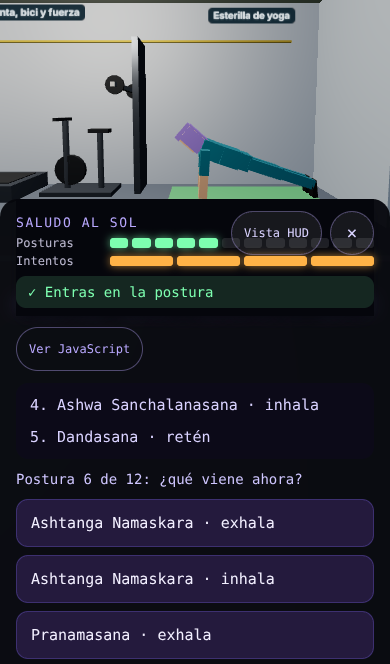 nta, bici y fuerza
Esterilla de yoga
SALUDO AL SOL
Vista HUD
×
Posturas
Intentos
✓ Entras en la postura
Ver JavaScript
4. Ashwa Sanchalanasana · inhala
5. Dandasana · retén
Postura 6 de 12: ¿qué viene ahora?
Ashtanga Namaskara · exhala
Ashtanga Namaskara · inhala
Pranamasana · exhala